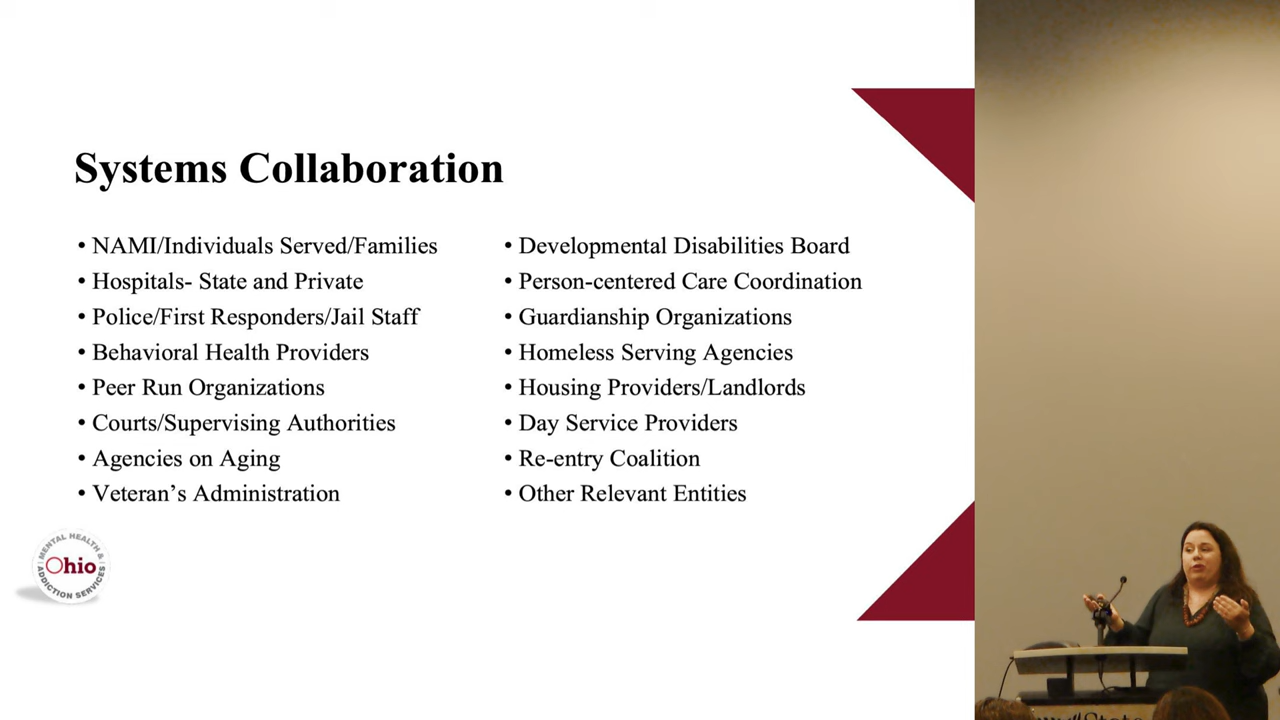 Systems Collaboration
• NAMI/Individuals Served/Families
• Hospitals- State and Private
• Police/First Responders/Jail Staff
• Behavioral Health Providers
• Peer Run Organizations
• Courts/Supervising Authorities
• Agencies on Aging
• Veteran’s Administration
• Developmental Disabilities Board
• Person-centered Care Coordination
• Guardianship Organizations
• Homeless Serving Agencies
• Housing Providers/Landlords
• Day Service Providers
• Re-entry Coalition
• Other Relevant Entities
MENTAL HEALTH &
Ohio
ADDICTION SERVICES
State